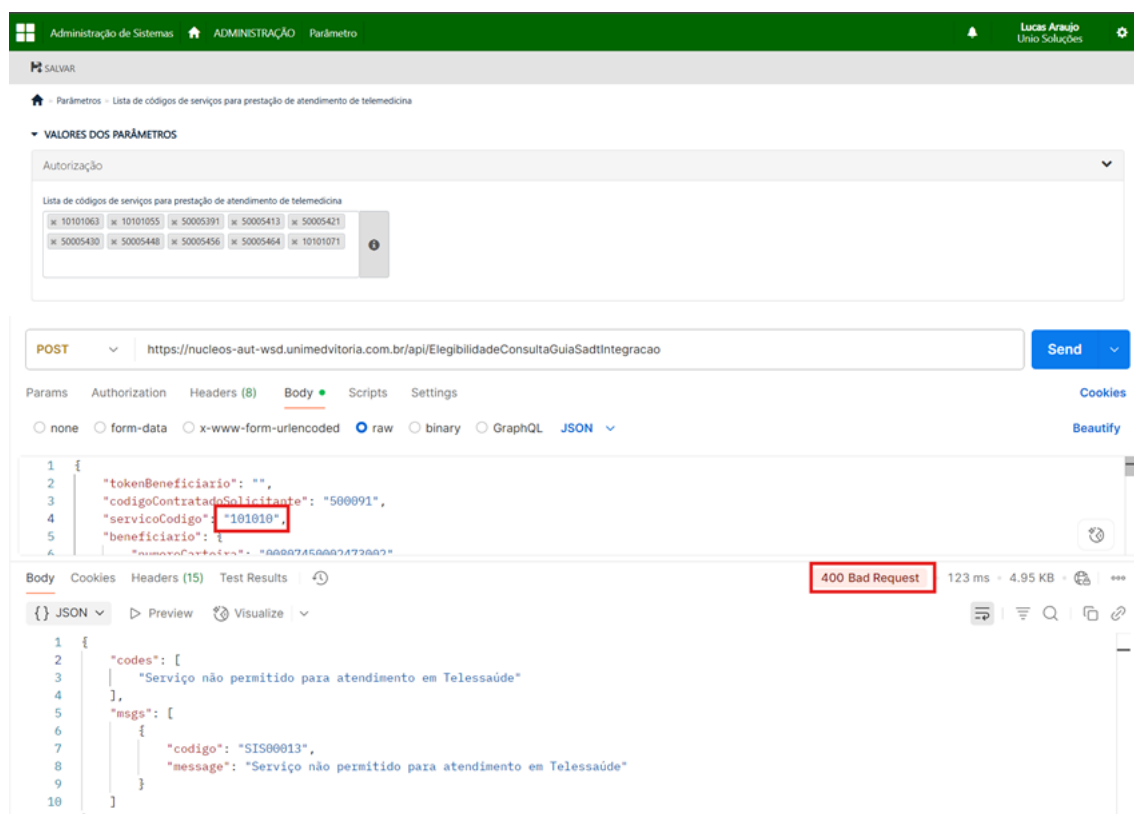 Administração de Sistemas ADMINISTRAÇÃO Parâmetro Lucas Araujo
Unio Soluções
SALVAR
Parâmetros Lista de códigos de serviços para prestação de atendimento de telemedicina
VALORES DOS PARÂMETROS
Autorização
Lista de códigos de serviços para prestação de atendimento de telemedicina
× 10101063 × 10101055 × 50005391 × 50005413 × 50005421
× 50005430 × 50005448 × 50005456 × 50005464 × 10101071
POST https://nucleos-aut-wsd.unimedvitoria.com.br/api/ElegibilidadeConsultaGuiaSadtIntegracao Send
Params Authorization Headers (8) Body Scripts Settings Cookies
none form-data x-www-form-urlencoded raw binary GraphQL JSON Beautify
1 {
2 "tokenBeneficiario": "",
3 "codigoContratadoSolicitante": "500091",
4 "servicoCodigo": "101010",
5 "beneficiario": {
6 "numeroCarteira": "00807450002473002"
Body Cookies Headers (15) Test Results 400 Bad Request 123 ms 4.95 KB
{} JSON Preview Visualize
1 {
2 "codes": [
3 "Serviço não permitido para atendimento em Telessaúde"
4 ],
5 "msgs": [
6 {
7 "codigo": "SIS00013",
8 "message": "Serviço não permitido para atendimento em Telessaúde"
9 }
10 ]